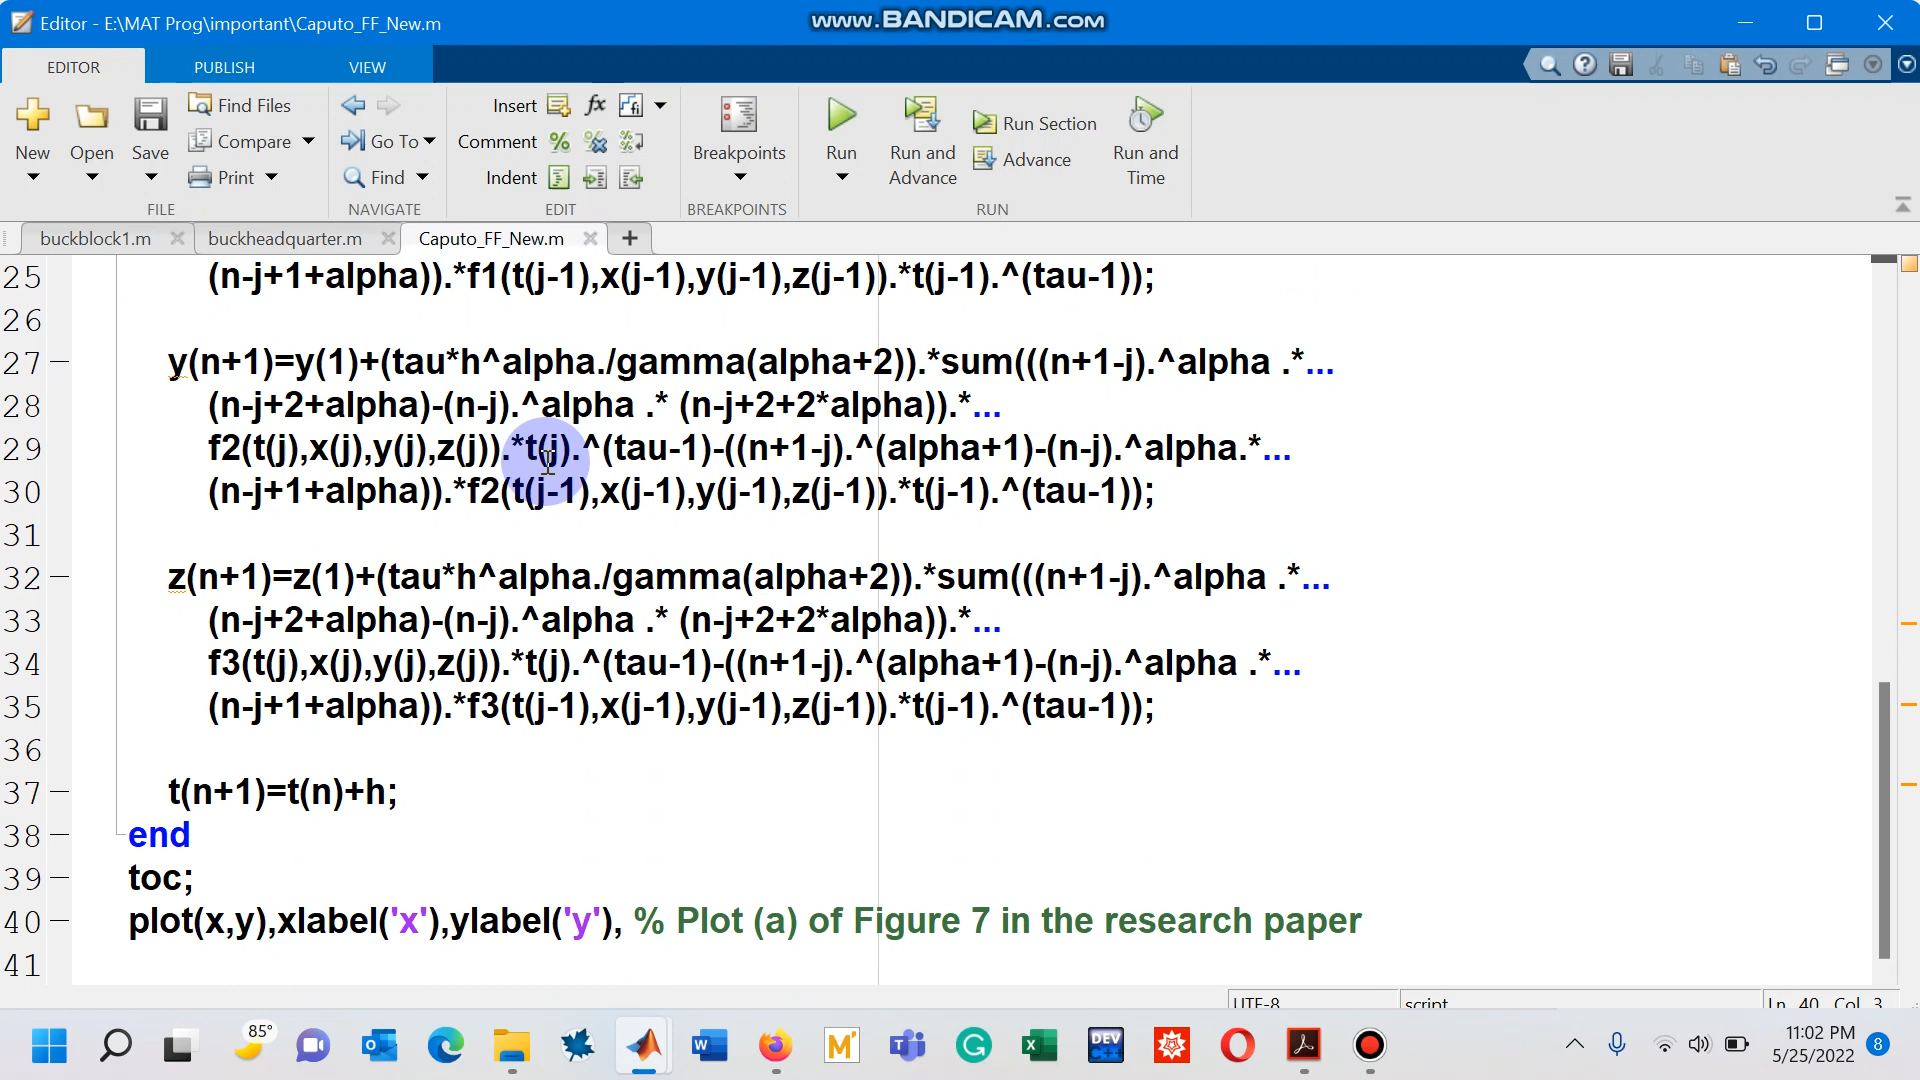 Editor - E:\MAT Prog\important\Caputo_FF_New.m
www.BANDICAM.com
EDITOR PUBLISH VIEW
New
Open
Save
Find Files
Compare
Print
FILE
Go To
Find
NAVIGATE
Insert
Comment
Indent
EDIT
Breakpoints
BREAKPOINTS
Run
Run and
Advance
Run Section
Advance
Run and
Time
RUN
buckblock1.m buckheadquarter.m Caputo_FF_New.m
25 (n-j+1+alpha)).*f1(t(j-1),x(j-1),y(j-1),z(j-1)).*t(j-1).^(tau-1));
26
27 y(n+1)=y(1)+(tau*h^alpha./gamma(alpha+2)).*sum(((n+1-j).^alpha .*...
28 (n-j+2+alpha)-(n-j).^alpha .* (n-j+2+2*alpha)).*...
29 f2(t(j),x(j),y(j),z(j)).*t(j).^(tau-1)-((n+1-j).^(alpha+1)-(n-j).^alpha.*...
30 (n-j+1+alpha)).*f2(t(j-1),x(j-1),y(j-1),z(j-1)).*t(j-1).^(tau-1));
31
32 z(n+1)=z(1)+(tau*h^alpha./gamma(alpha+2)).*sum(((n+1-j).^alpha .*...
33 (n-j+2+alpha)-(n-j).^alpha .* (n-j+2+2*alpha)).*...
34 f3(t(j),x(j),y(j),z(j)).*t(j).^(tau-1)-((n+1-j).^(alpha+1)-(n-j).^alpha .*...
35 (n-j+1+alpha)).*f3(t(j-1),x(j-1),y(j-1),z(j-1)).*t(j-1).^(tau-1));
36
37 t(n+1)=t(n)+h;
38 end
39 toc;
40 plot(x,y),xlabel('x'),ylabel('y'), % Plot (a) of Figure 7 in the research paper
41
UTF-8 script Ln 40 Col 3
85°
DEV
C++
11:02 PM
5/25/2022
8